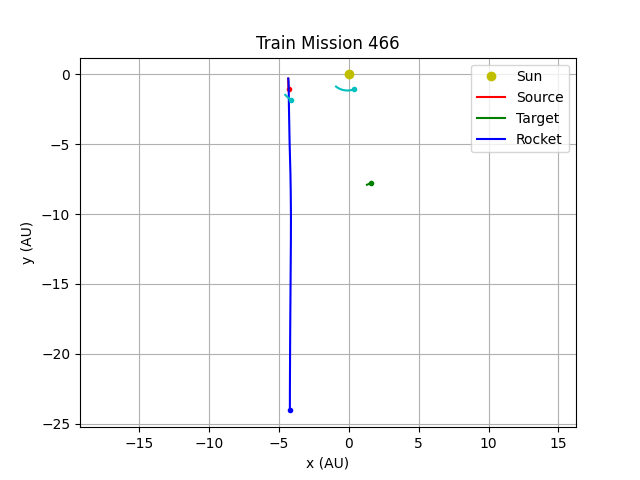 Train Mission 466
Sun
Source
Target
Rocket
0
−5
−10
−15
−20
−25
y (AU)
−15
−10
−5
0
5
10
15
x (AU)